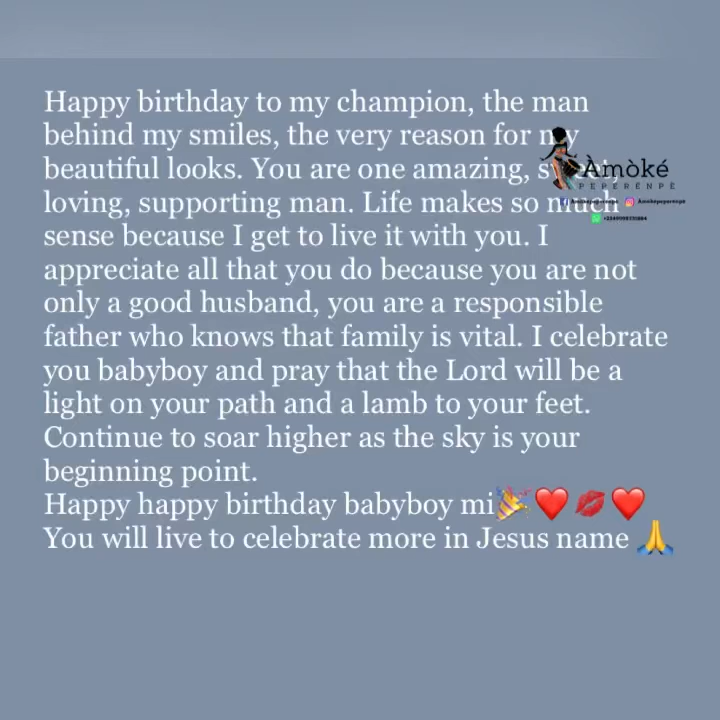 Happy birthday to my champion, the man
behind my smiles, the very reason for my
beautiful looks. You are one amazing,
loving, supporting man. Life makes so much
sense because I get to live it with you. I
appreciate all that you do because you are not
only a good husband, you are a responsible
father who knows that family is vital. I celebrate
you babyboy and pray that the Lord will be a
light on your path and a lamb to your feet.
Continue to soar higher as the sky is your
beginning point.
Happy happy birthday babyboy mi🎉❤️💋❤️
You will live to celebrate more in Jesus name 🙏
Àmòké
PEPERENPE